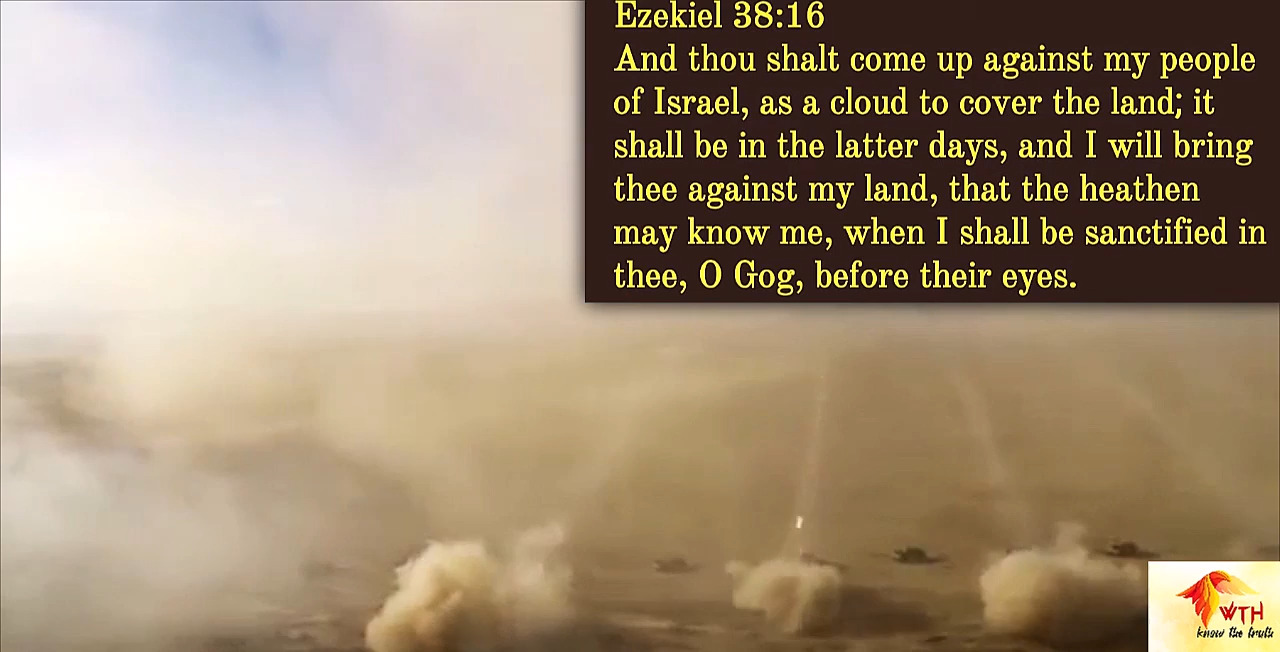 Ezekiel 38:16
And thou shalt come up against my people
of Israel, as a cloud to cover the land; it
shall be in the latter days, and I will bring
thee against my land, that the heathen
may know me, when I shall be sanctified in
thee, O Gog, before their eyes.
WTH
know the truth